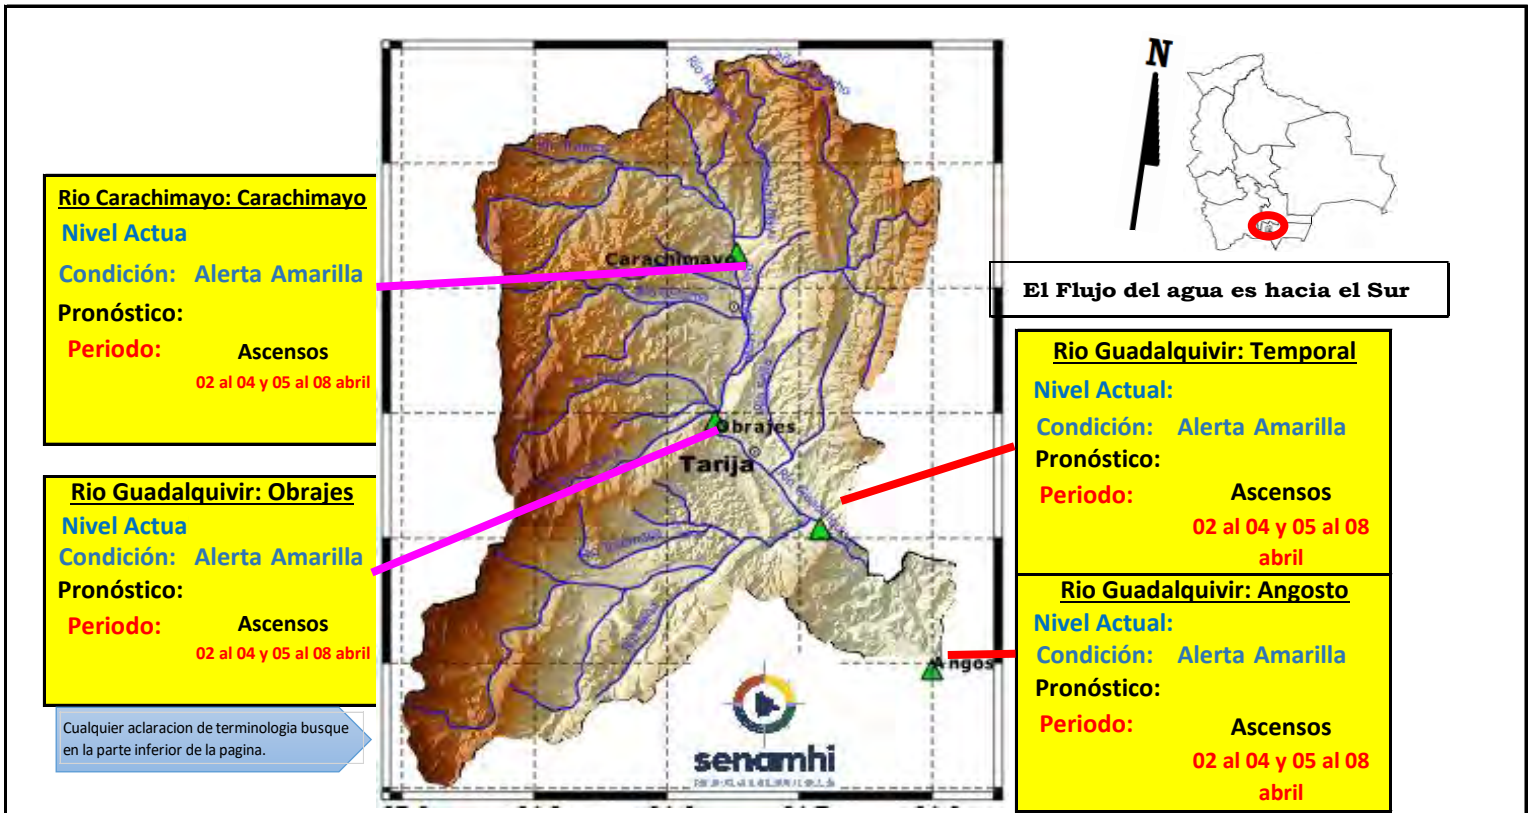 N
El Flujo del agua es hacia el Sur
Rio Carachimayo: Carachimayo
Nivel Actua
Condición: Alerta Amarilla
Pronóstico:
Periodo: Ascensos
02 al 04 y 05 al 08 abril
Rio Guadalquivir: Obrajes
Nivel Actua
Condición: Alerta Amarilla
Pronóstico:
Periodo: Ascensos
02 al 04 y 05 al 08 abril
Cualquier aclaracion de terminologia busque
en la parte inferior de la pagina.
Carachimayo
Obrajes
Tarija
Angos
senamhi
Rio Guadalquivir: Temporal
Nivel Actual:
Condición: Alerta Amarilla
Pronóstico:
Periodo: Ascensos
02 al 04 y 05 al 08
abril
Rio Guadalquivir: Angosto
Nivel Actual:
Condición: Alerta Amarilla
Pronóstico:
Periodo: Ascensos
02 al 04 y 05 al 08
abril